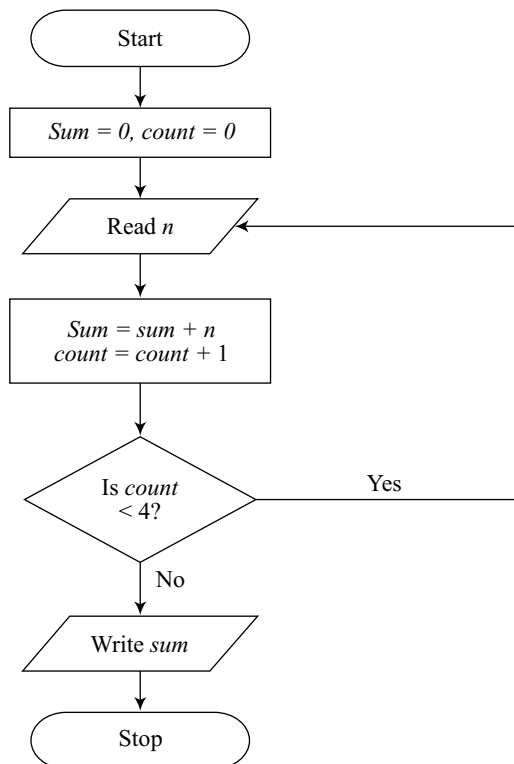 Start
Sum = 0, count = 0
Read n
Sum = sum + n
count = count + 1
Is count
< 4?
Yes
No
Write sum
Stop